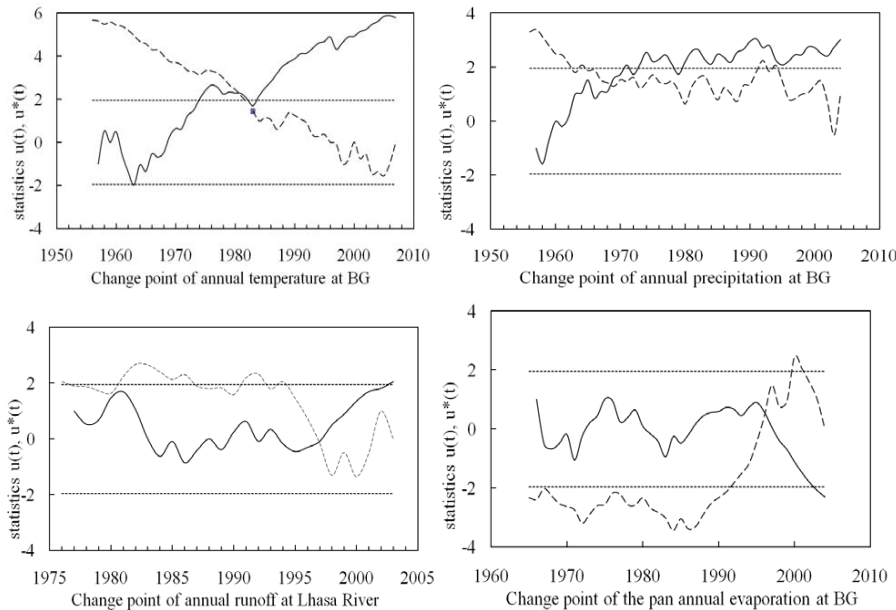 6
4
2
0
-2
-4
statistics u(t), u*(t)
1950 1960 1970 1980 1990 2000 2010
Change point of annual temperature at BG
4
2
0
-2
-4
statistics u(t), u*(t)
1950 1960 1970 1980 1990 2000 2010
Change point of annual precipitation at BG
4
2
0
-2
-4
statistics u(t), u*(t)
1975 1980 1985 1990 1995 2000 2005
Change point of annual runoff at Lhasa River
4
2
0
-2
-4
statistics u(t), u*(t)
1960 1970 1980 1990 2000 2010
Change point of the pan annual evaporation at BG